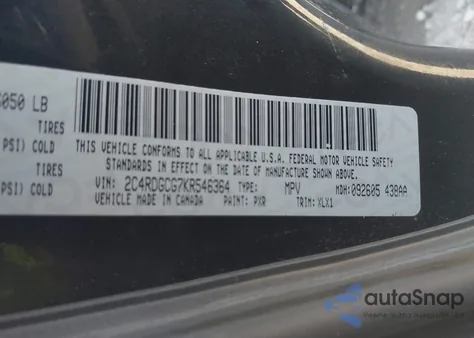 6050 LB
TIRES
PSI) COLD
TIRES
PSI) COLD
THIS VEHICLE CONFORMS TO ALL APPLICABLE U.S.A. FEDERAL MOTOR VEHICLE SAFETY
STANDARDS IN EFFECT ON THE DATE OF MANUFACTURE SHOWN ABOVE.
VIN: 2C4RDGCG7KR546364 TYPE: MPV MDH: 092605 438AA
VEHICLE MADE IN CANADA PAINT: PXR TRIM: XLX1
autoSnap